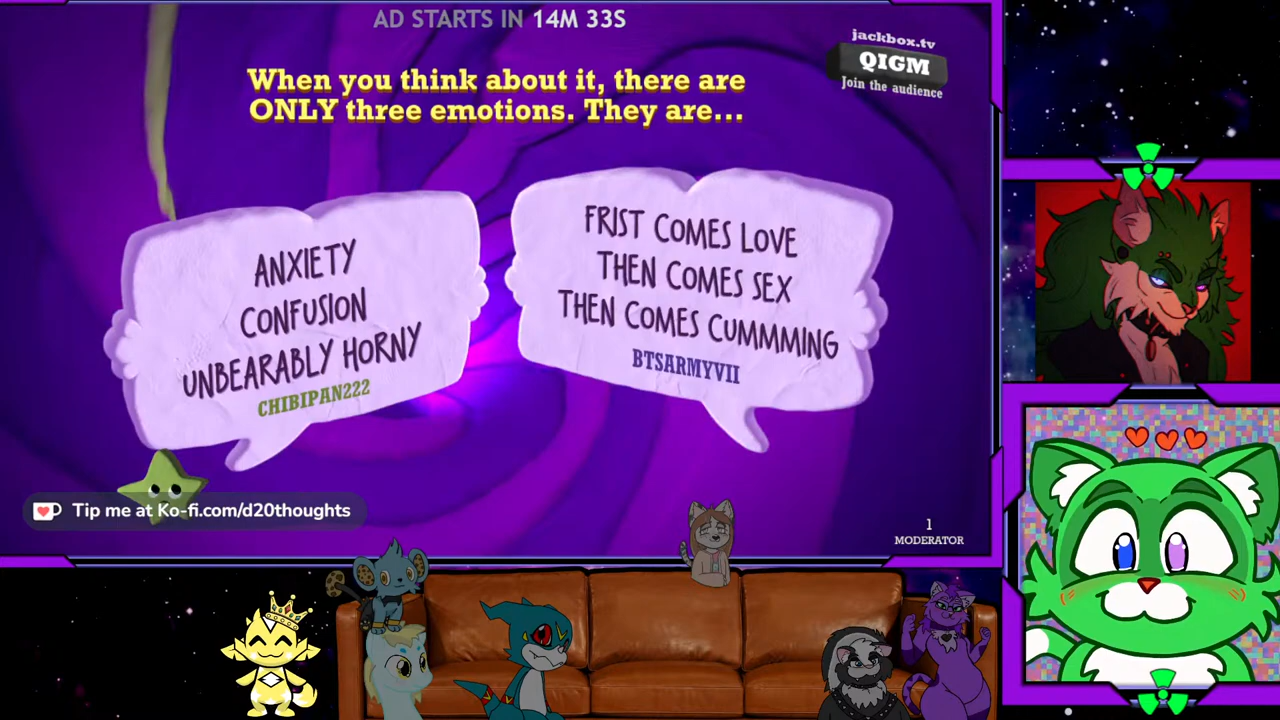 AD STARTS IN 14M 33S
jackbox.tv
QIGM
Join the audience
When you think about it, there are
ONLY three emotions. They are...
ANXIETY
CONFUSION
UNBEARABLY HORNY
CHIBIPAN222
FRIST COMES LOVE
THEN COMES SEX
THEN COMES CUMMMING
BTSARMYVII
Tip me at Ko-fi.com/d20thoughts
1
MODERATOR